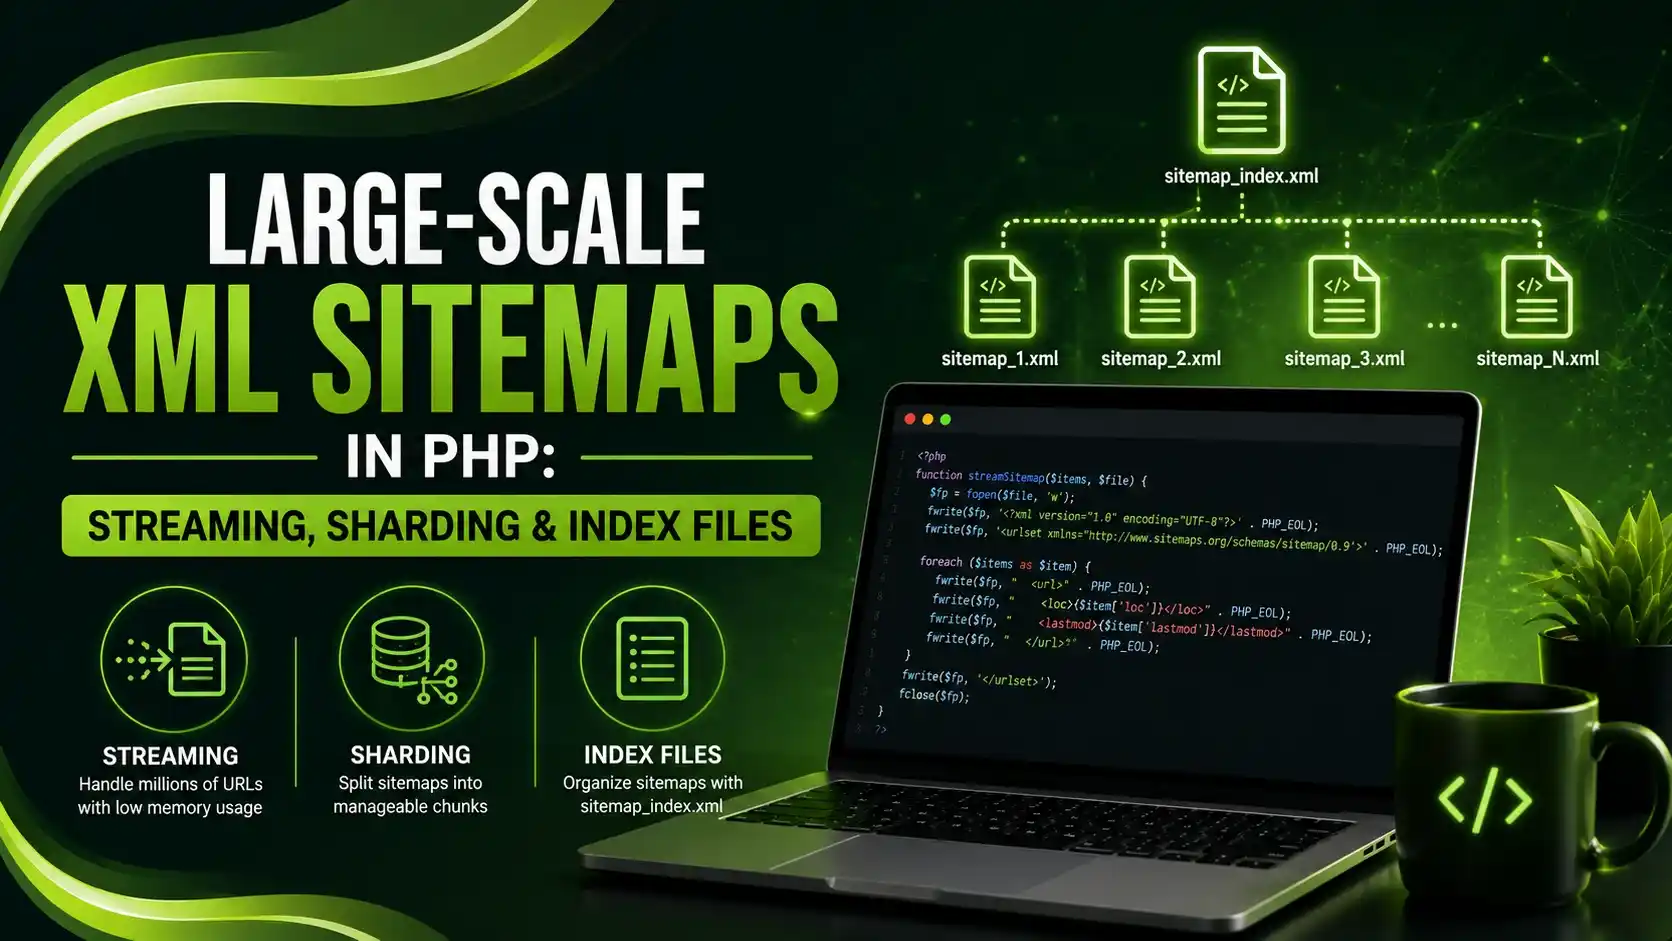 LARGE-SCALE
XML SITEMAPS
IN PHP:
STREAMING, SHARDING & INDEX FILES
STREAMING
Handle millions of URLs
with low memory usage
SHARDING
Split sitemaps into
manageable chunks
INDEX FILES
Organize sitemaps with
sitemap_index.xml
</>
sitemap_index.xml
</>
sitemap_1.xml
</>
sitemap_2.xml
</>
sitemap_3.xml
...
</>
sitemap_N.xml
<?php
function streamSitemap($items, $file) {
$fp = fopen($file, 'w');
fwrite($fp, '<?xml version="1.0" encoding="UTF-8"?>' . PHP_EOL);
fwrite($fp, '<urlset xmlns="http://www.sitemaps.org/schemas/sitemap/0.9'>' . PHP_EOL);
foreach ($items as $item) {
fwrite($fp, " <url>" . PHP_EOL);
fwrite($fp, " <loc>{$item['loc']}</loc>" . PHP_EOL);
fwrite($fp, " <lastmod>{$item['lastmod']}</lastmod>" . PHP_EOL);
fwrite($fp, " </url>" . PHP_EOL);
}
fwrite($fp, '</urlset>');
fclose($fp);
}
?>
</>